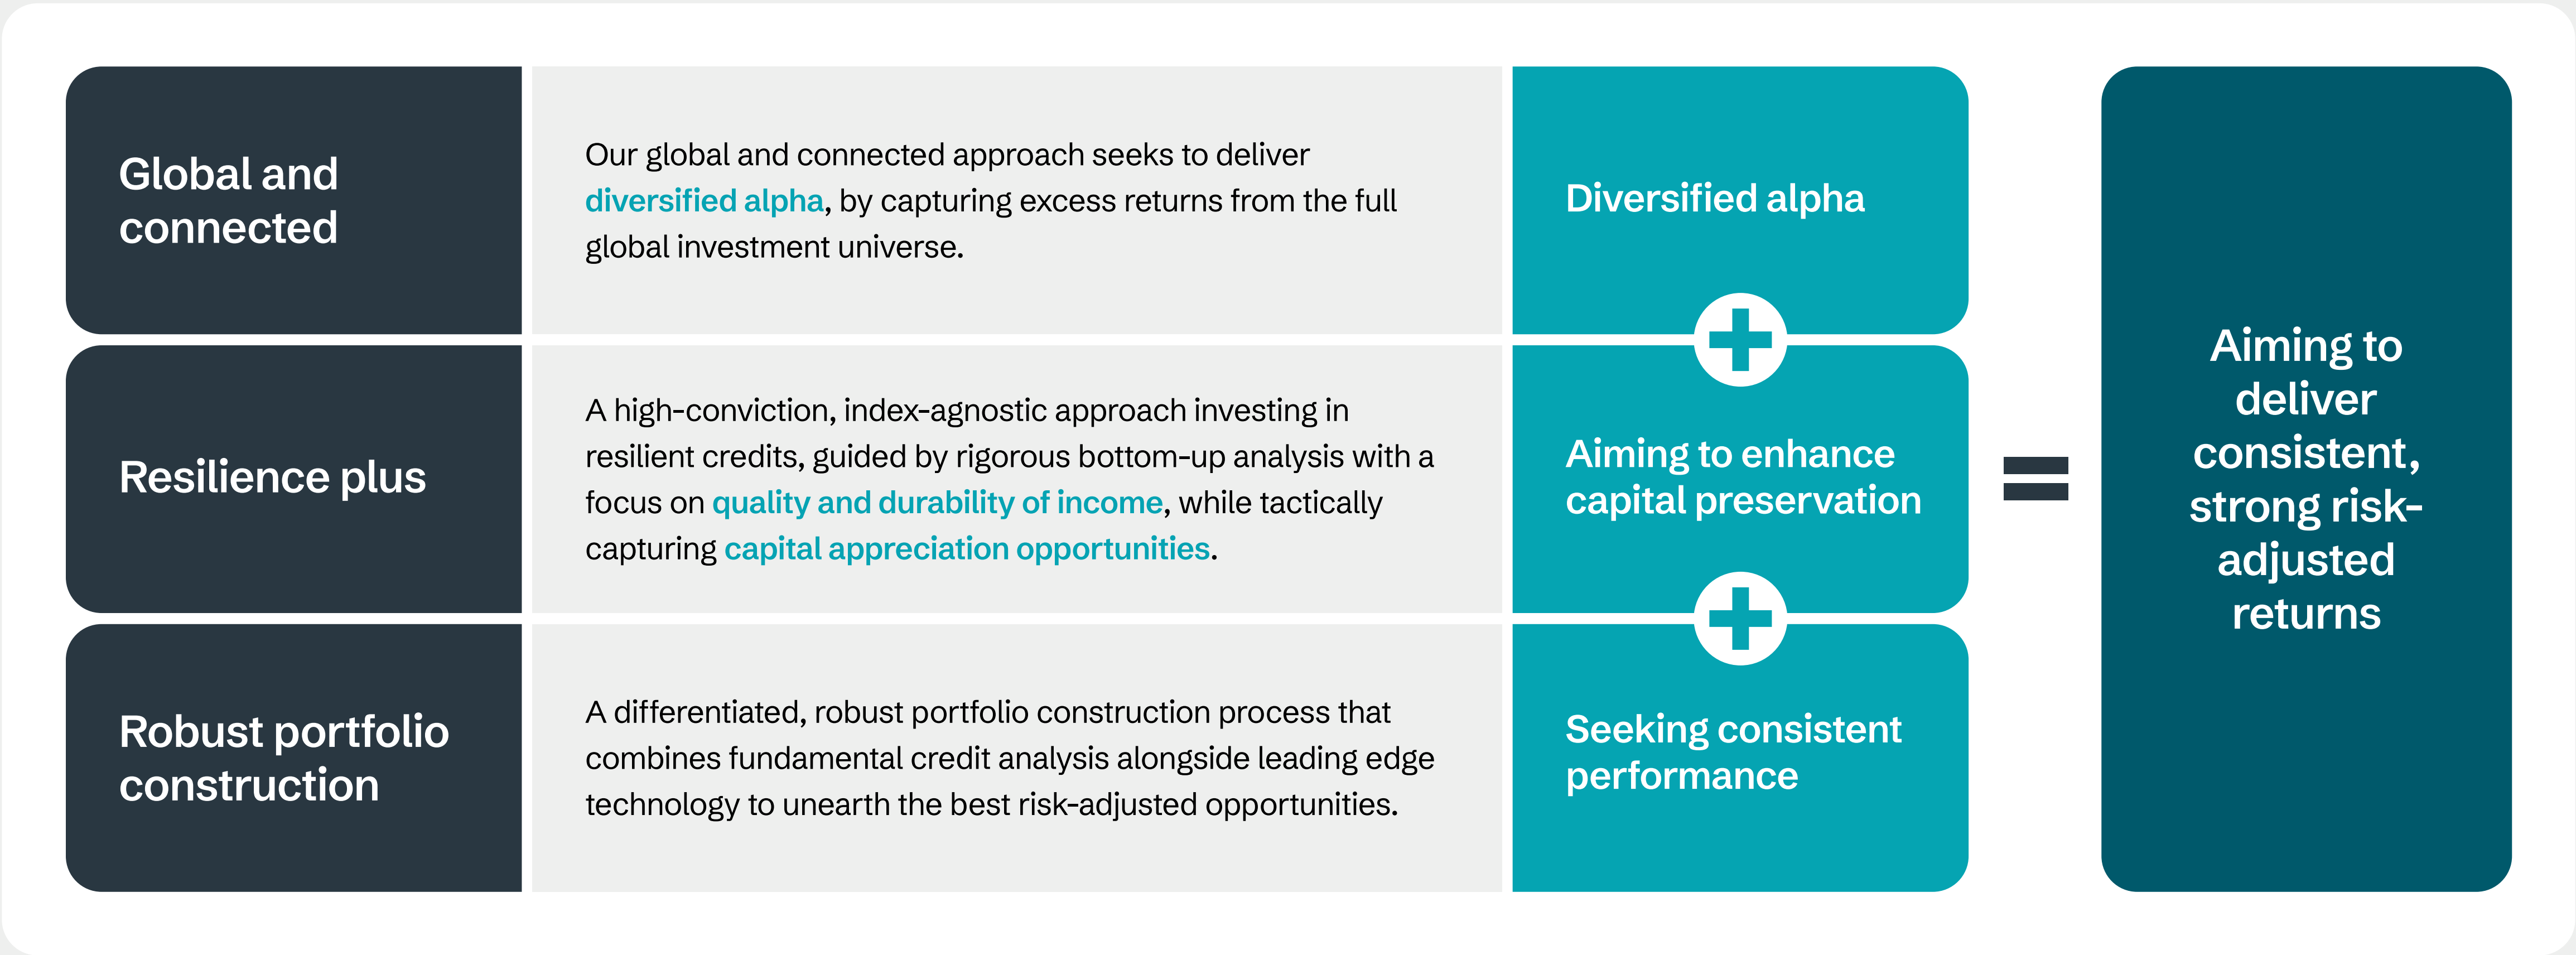 Global and
connected
Our global and connected approach seeks to deliver
diversified alpha, by capturing excess returns from the full
global investment universe.
Diversified alpha
+
Resilience plus
A high-conviction, index-agnostic approach investing in
resilient credits, guided by rigorous bottom-up analysis with a
focus on quality and durability of income, while tactically
capturing capital appreciation opportunities.
Aiming to enhance
capital preservation
+
Robust portfolio
construction
A differentiated, robust portfolio construction process that
combines fundamental credit analysis alongside leading edge
technology to unearth the best risk-adjusted opportunities.
Seeking consistent
performance
=
Aiming to
deliver
consistent,
strong risk-
adjusted
returns